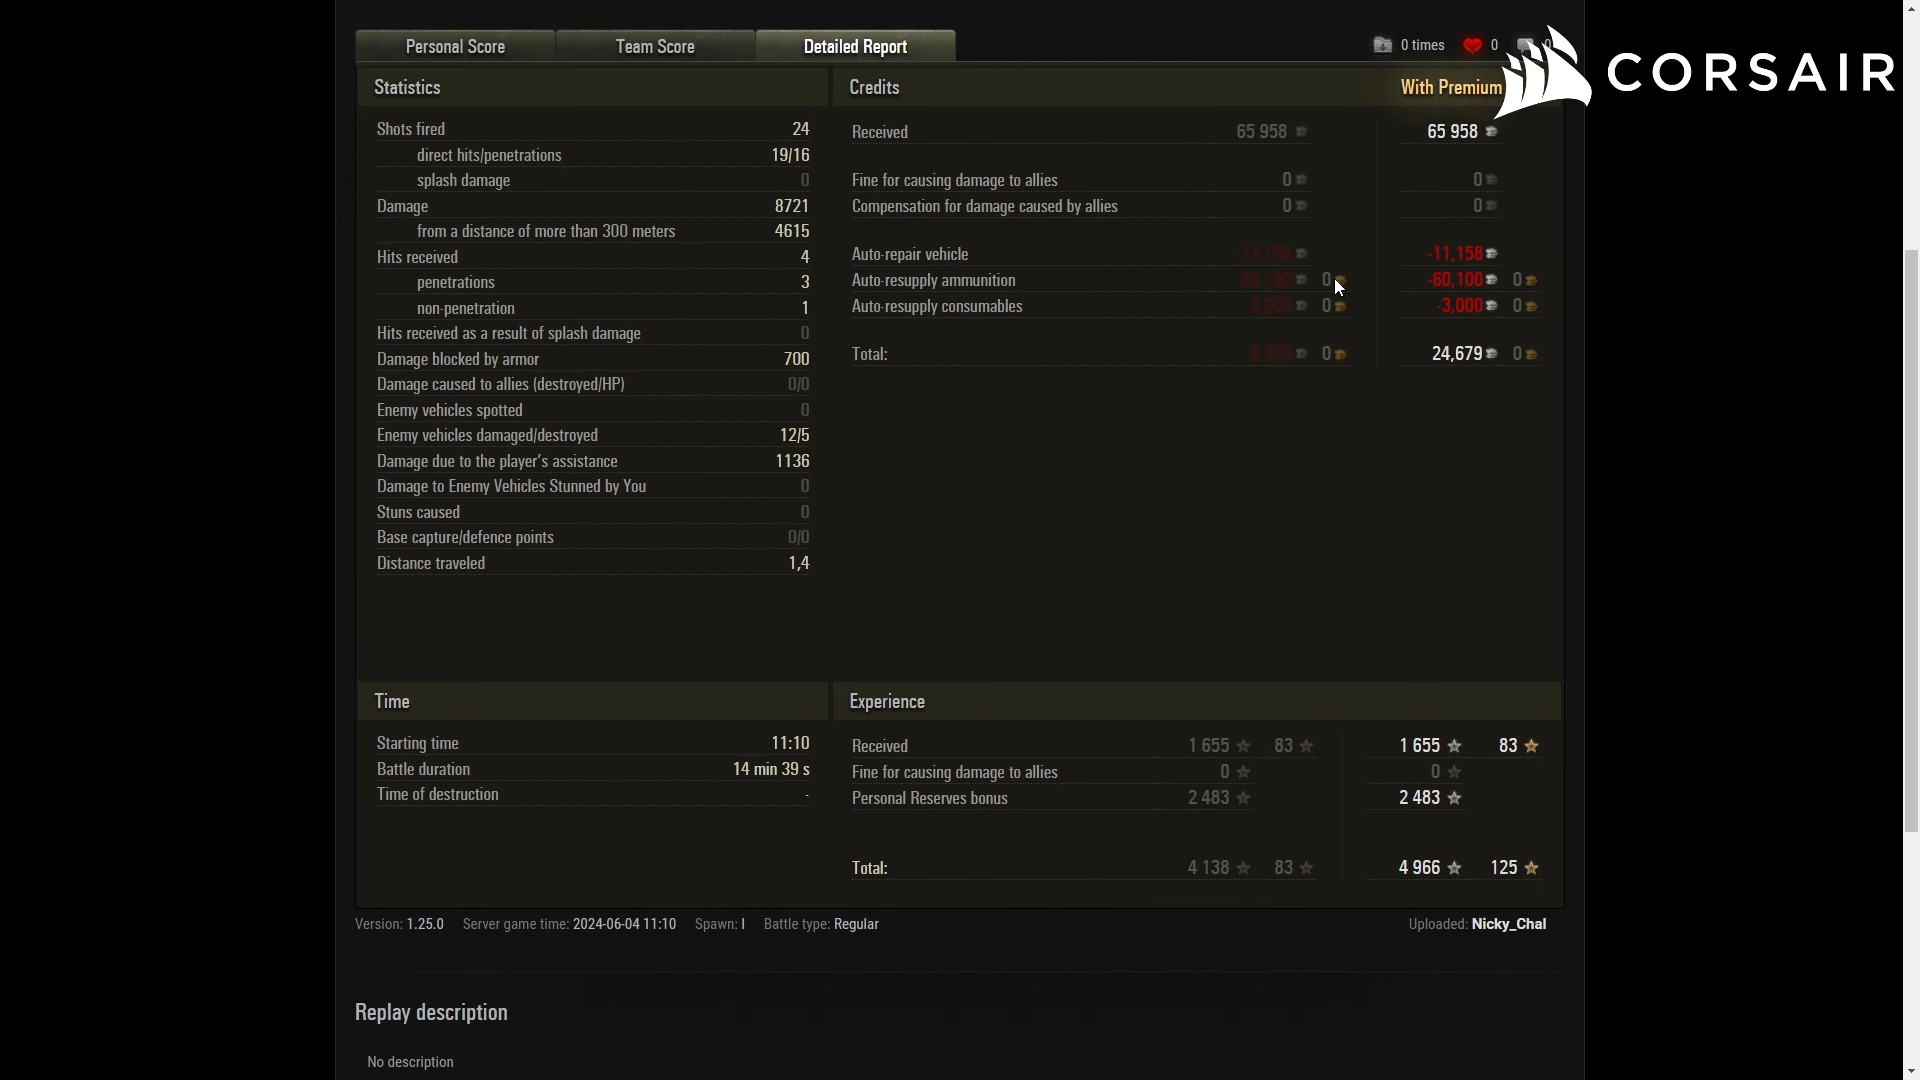 Personal Score Team Score Detailed Report 0 times 0
CORSAIR
Statistics
Shots fired 24
direct hits/penetrations 19/16
splash damage 0
Damage 8721
from a distance of more than 300 meters 4615
Hits received 4
penetrations 3
non-penetration 1
Hits received as a result of splash damage 0
Damage blocked by armor 700
Damage caused to allies (destroyed/HP) 0/0
Enemy vehicles spotted 0
Enemy vehicles damaged/destroyed 12/5
Damage due to the player's assistance 1136
Damage to Enemy Vehicles Stunned by You 0
Stuns caused 0
Base capture/defence points 0/0
Distance traveled 1,4
Credits With Premium
Received 65 958 65 958
Fine for causing damage to allies 0 0
Compensation for damage caused by allies 0 0
Auto-repair vehicle -11,158
Auto-resupply ammunition 0 -60,100 0
Auto-resupply consumables 0 -3,000 0
Total: 0 24,679 0
Time
Starting time 11:10
Battle duration 14 min 39 s
Time of destruction -
Experience
Received 1 655 83 1 655 83
Fine for causing damage to allies 0 0
Personal Reserves bonus 2 483 2 483
Total: 4 138 83 4 966 125
Version: 1.25.0 Server game time: 2024-06-04 11:10 Spawn: I Battle type: Regular Uploaded: Nicky_Chal
Replay description
No description